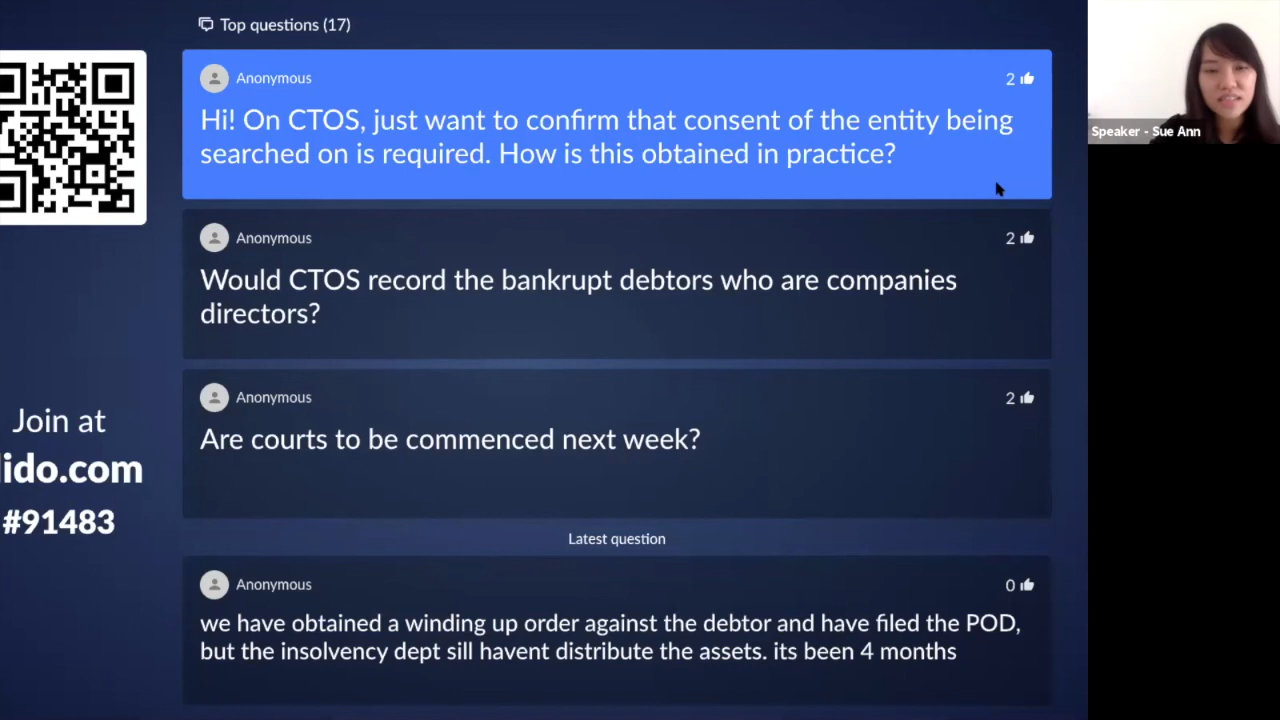 Top questions (17)
Anonymous
2
Hi! On CTOS, just want to confirm that consent of the entity being
searched on is required. How is this obtained in practice?
Anonymous
2
Would CTOS record the bankrupt debtors who are companies
directors?
Anonymous
2
Are courts to be commenced next week?
Latest question
Anonymous
0
we have obtained a winding up order against the debtor and have filed the POD,
but the insolvency dept sill havent distribute the assets. its been 4 months
Join at
lido.com
#91483
Speaker - Sue Ann